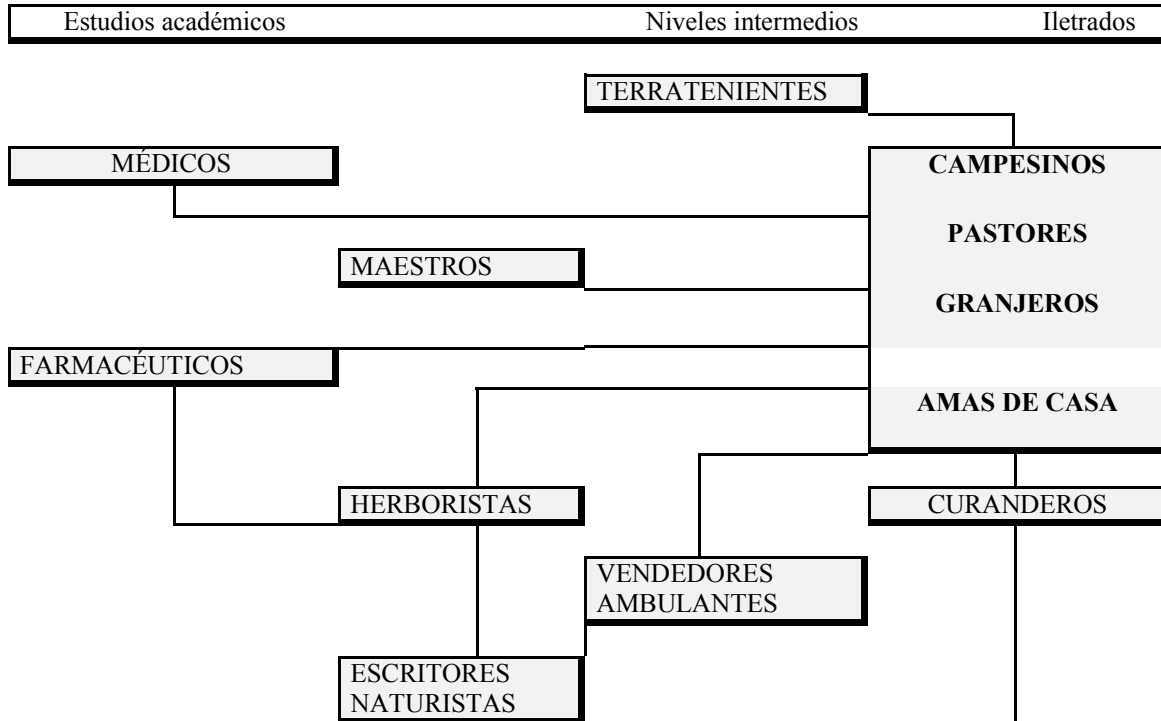 Estudios académicos Niveles intermedios Iletrados
TERRATENIENTES
MÉDICOS
CAMPESINOS
PASTORES
MAESTROS
GRANJEROS
FARMACÉUTICOS
AMAS DE CASA
HERBORISTAS
CURANDEROS
VENDEDORES
AMBULANTES
ESCRITORES
NATURISTAS